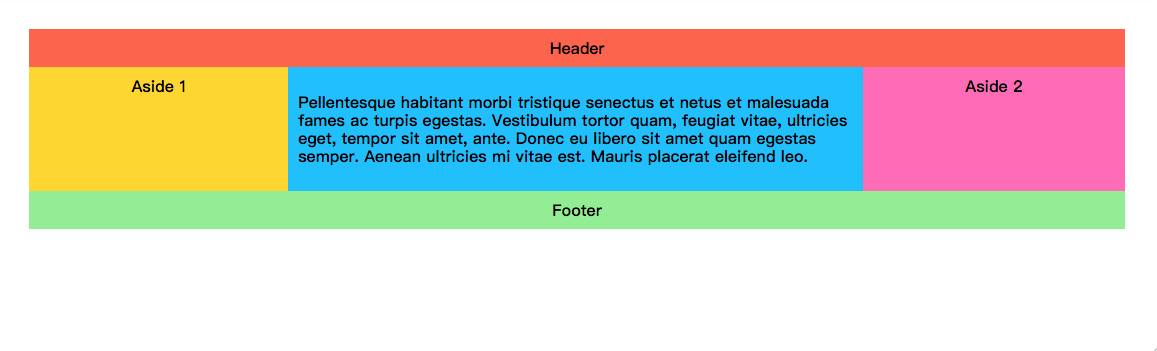 Header
Aside 1
Pellentesque habitant morbi tristique senectus et netus et malesuada
fames ac turpis egestas. Vestibulum tortor quam, feugiat vitae, ultricies
eget, tempor sit amet, ante. Donec eu libero sit amet quam egestas
semper. Aenean ultricies mi vitae est. Mauris placerat eleifend leo.
Aside 2
Footer